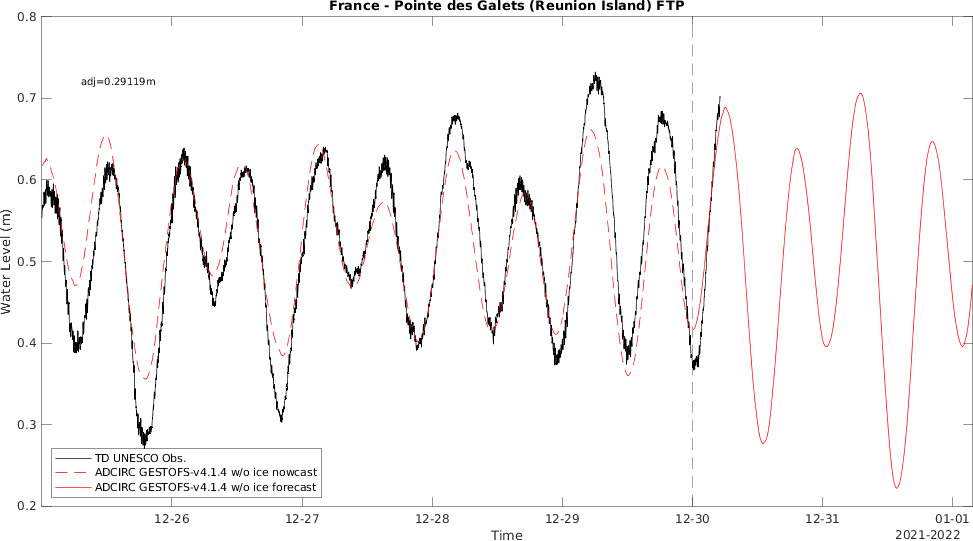 France - Pointe des Galets (Reunion Island) FTP
0.8
adj=0.29119m
0.7
0.6
0.5
0.4
0.3
0.2
Water Level (m)
TD UNESCO Obs.
ADCIRC GESTOFS-v4.1.4 w/o ice nowcast
ADCIRC GESTOFS-v4.1.4 w/o ice forecast
12-26 12-27 12-28 12-29 12-30 12-31 01-01
Time
2021-2022